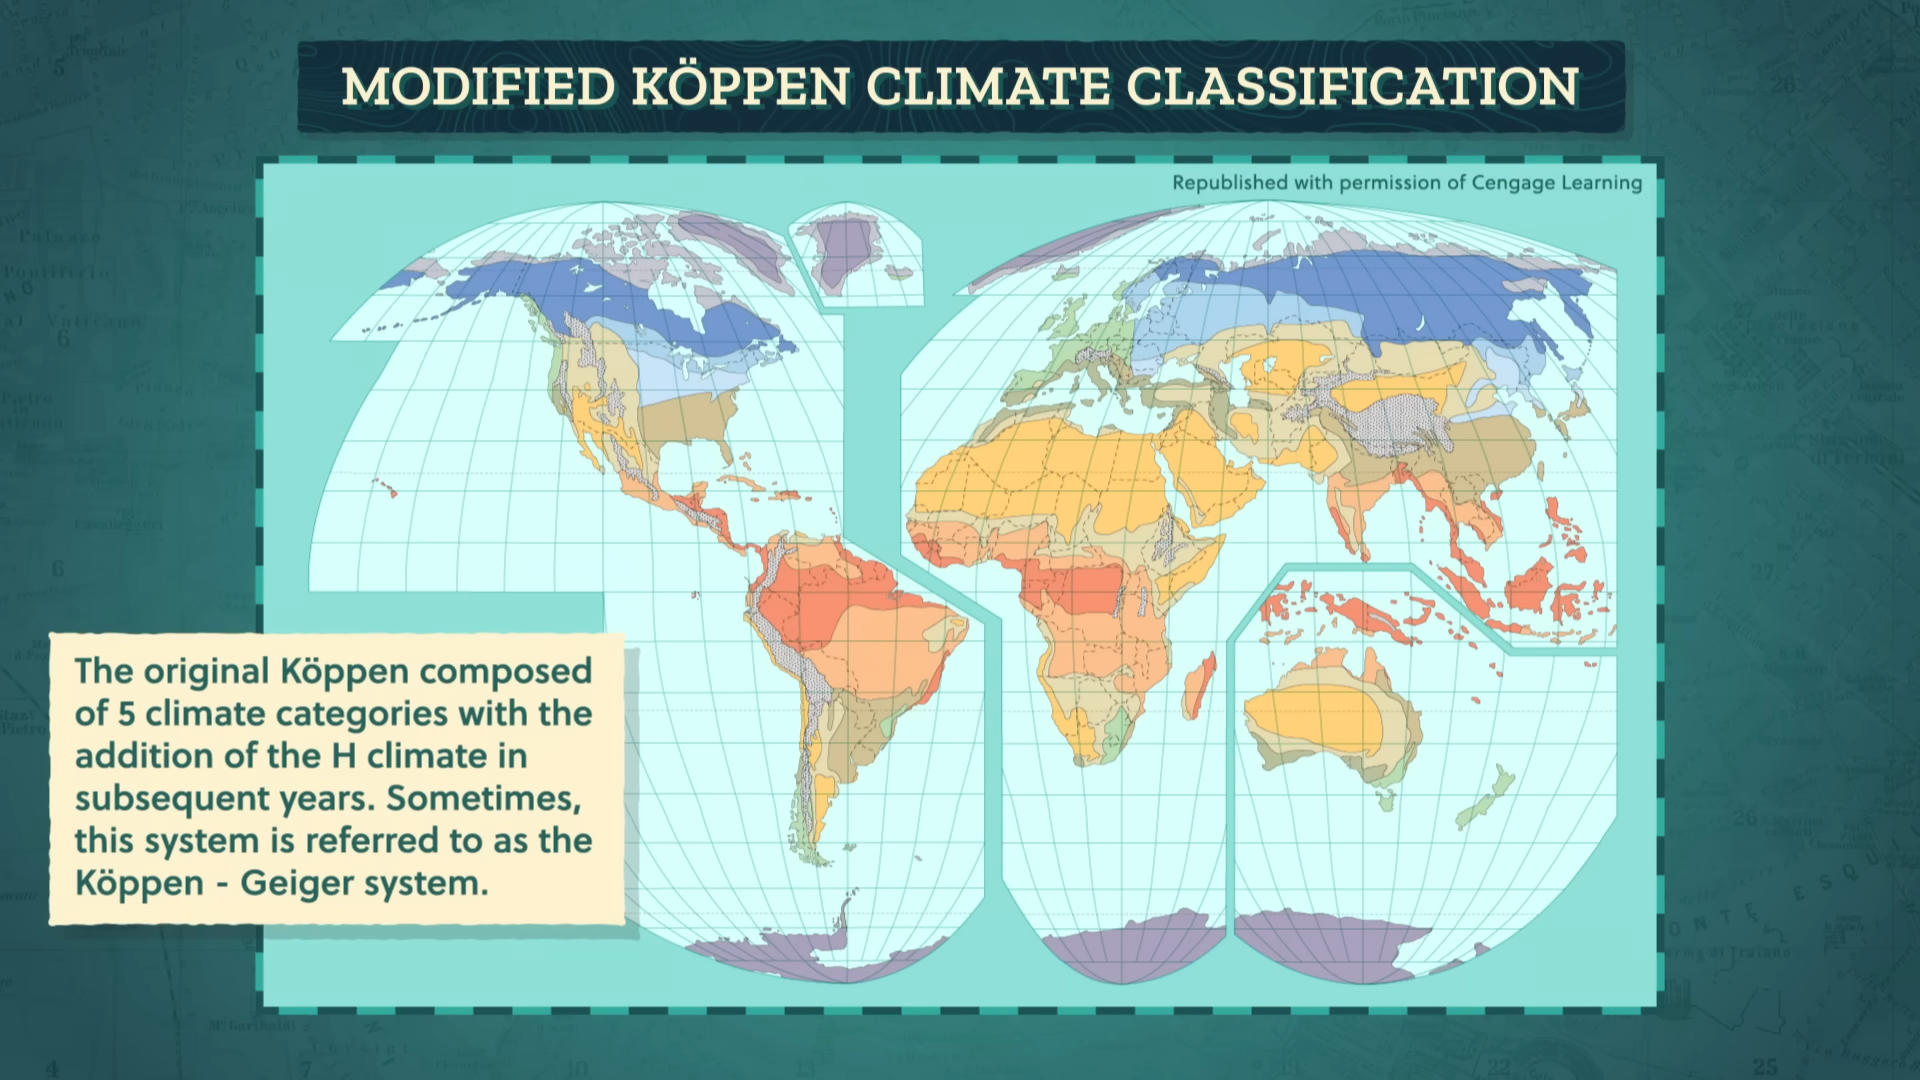 MODIFIED KÖPPEN CLIMATE CLASSIFICATION
Republished with permission of Cengage Learning
The original Köppen composed
of 5 climate categories with the
addition of the H climate in
subsequent years. Sometimes,
this system is referred to as the
Köppen - Geiger system.